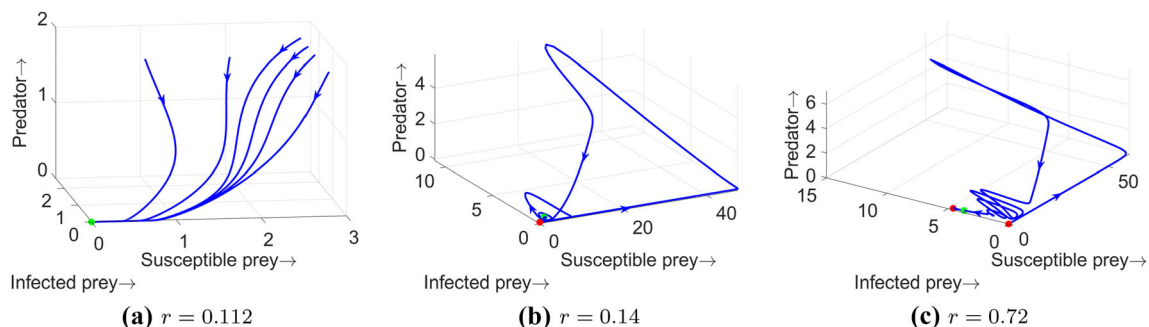 2
1
0
Predator→
2
1
0
0
1
2
3
Susceptible prey→
Infected prey→
(a) r = 0.112
4
2
0
Predator→
10
5
0
0
20
40
Susceptible prey→
Infected prey→
(b) r = 0.14
6
4
2
0
Predator→
15
10
5
0
0
50
Susceptible prey→
Infected prey→
(c) r = 0.72